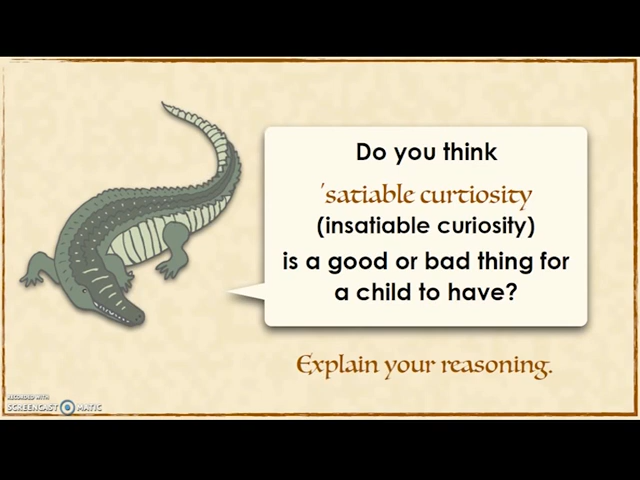 Do you think
'satiable curtiosity
(insatiable curiosity)
is a good or bad thing for
a child to have?
Explain your reasoning.
RECORDED WITH
SCREENCAST MATIC